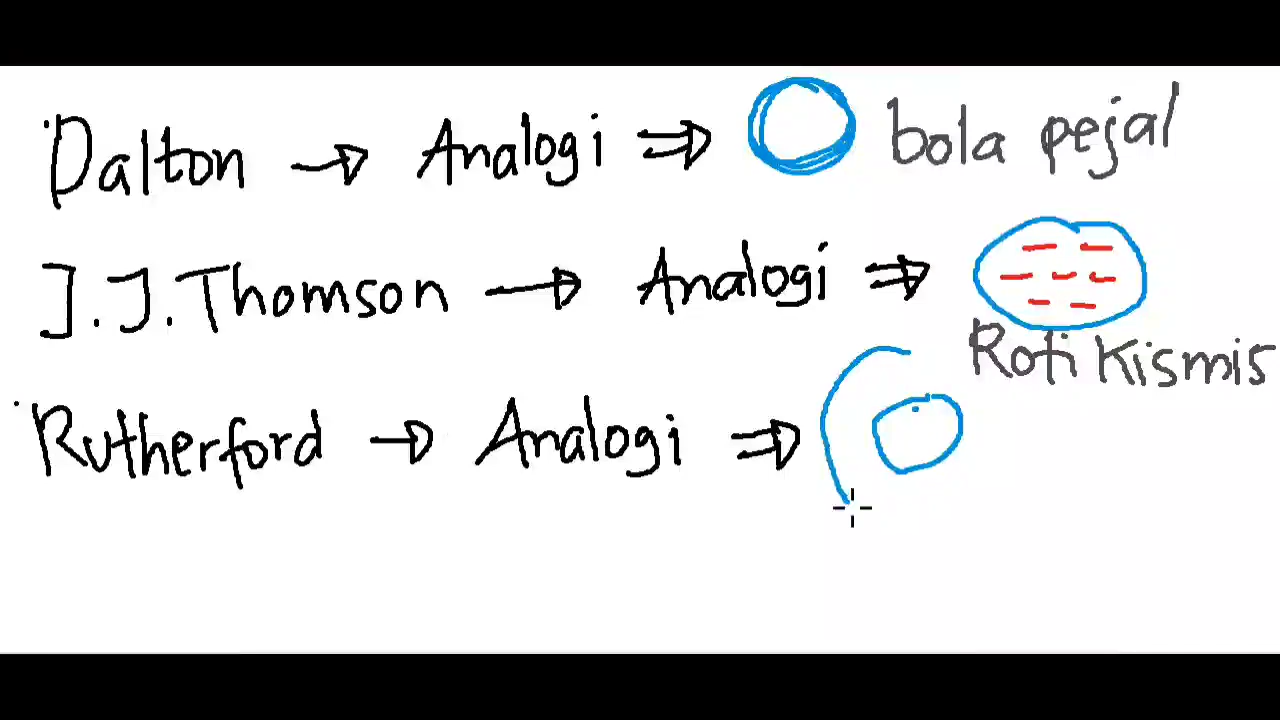 Dalton → Analogi ⇒ bola pejal
J.J. Thomson → Analogi ⇒
Roti Kismis
Rutherford → Analogi ⇒